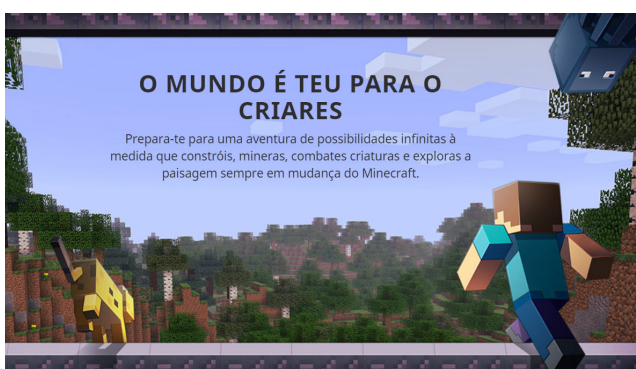 O MUNDO É TEU PARA O
CRIARES
Prepara-te para uma aventura de possibilidades infinitas à
medida que constróis, mineras, combates criaturas e exploras a
paisagem sempre em mudança do Minecraft.